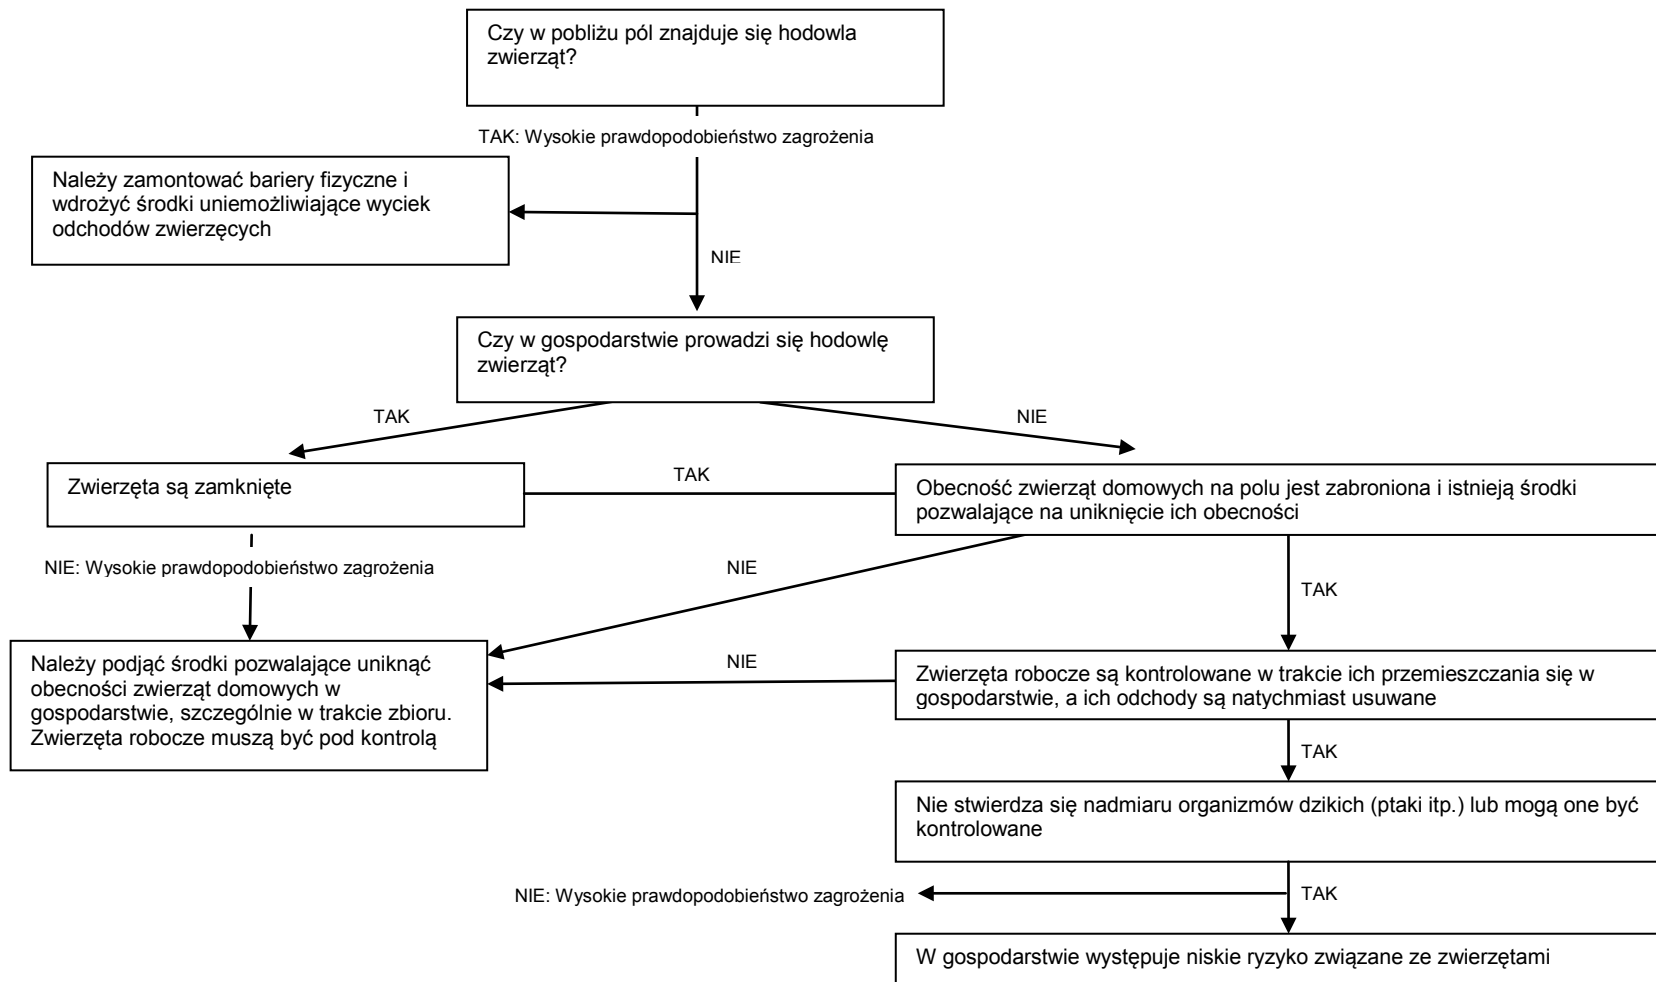 Czy w pobliżu pól znajduje się hodowla
zwierząt?
TAK: Wysokie prawdopodobieństwo zagrożenia
Należy zamontować bariery fizyczne i
wdrożyć środki uniemożliwiające wyciek
odchodów zwierzęcych
NIE
Czy w gospodarstwie prowadzi się hodowlę
zwierząt?
TAK
NIE
Zwierzęta są zamknięte
TAK
Obecność zwierząt domowych na polu jest zabroniona i istnieją środki
pozwalające na uniknięcie ich obecności
NIE: Wysokie prawdopodobieństwo zagrożenia
NIE
TAK
Należy podjąć środki pozwalające uniknąć
obecności zwierząt domowych w
gospodarstwie, szczególnie w trakcie zbioru.
Zwierzęta robocze muszą być pod kontrolą
NIE
Zwierzęta robocze są kontrolowane w trakcie ich przemieszczania się w
gospodarstwie, a ich odchody są natychmiast usuwane
TAK
Nie stwierdza się nadmiaru organizmów dzikich (ptaki itp.) lub mogą one być
kontrolowane
NIE: Wysokie prawdopodobieństwo zagrożenia
TAK
W gospodarstwie występuje niskie ryzyko związane ze zwierzętami